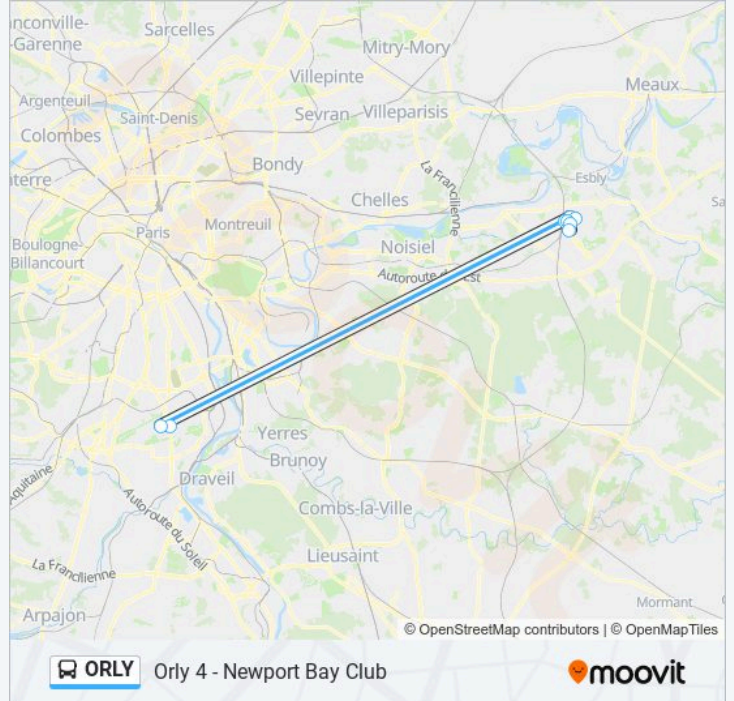 anconville-
-Garenne
Sarcelles
Mitry-Mory
Villepinte
Meaux
Argenteuil
Saint-Denis
Sevran
Villeparisis
Colombes
La Francilienne
Bondy
Esbly
terre
Chelles
Sa
Paris
Montreuil
Boulogne-
Billancourt
Noisiel
Autoroute de l'Est
Yerres
Brunoy
Aquitaine
Draveil
Autoroute du Soleil
Combs-la-Ville
Lieusaint
La Francilienne
Arpajon
Mormant
© OpenStreetMap contributors | © OpenMapTiles
ORLY
Orly 4 - Newport Bay Club
moovit